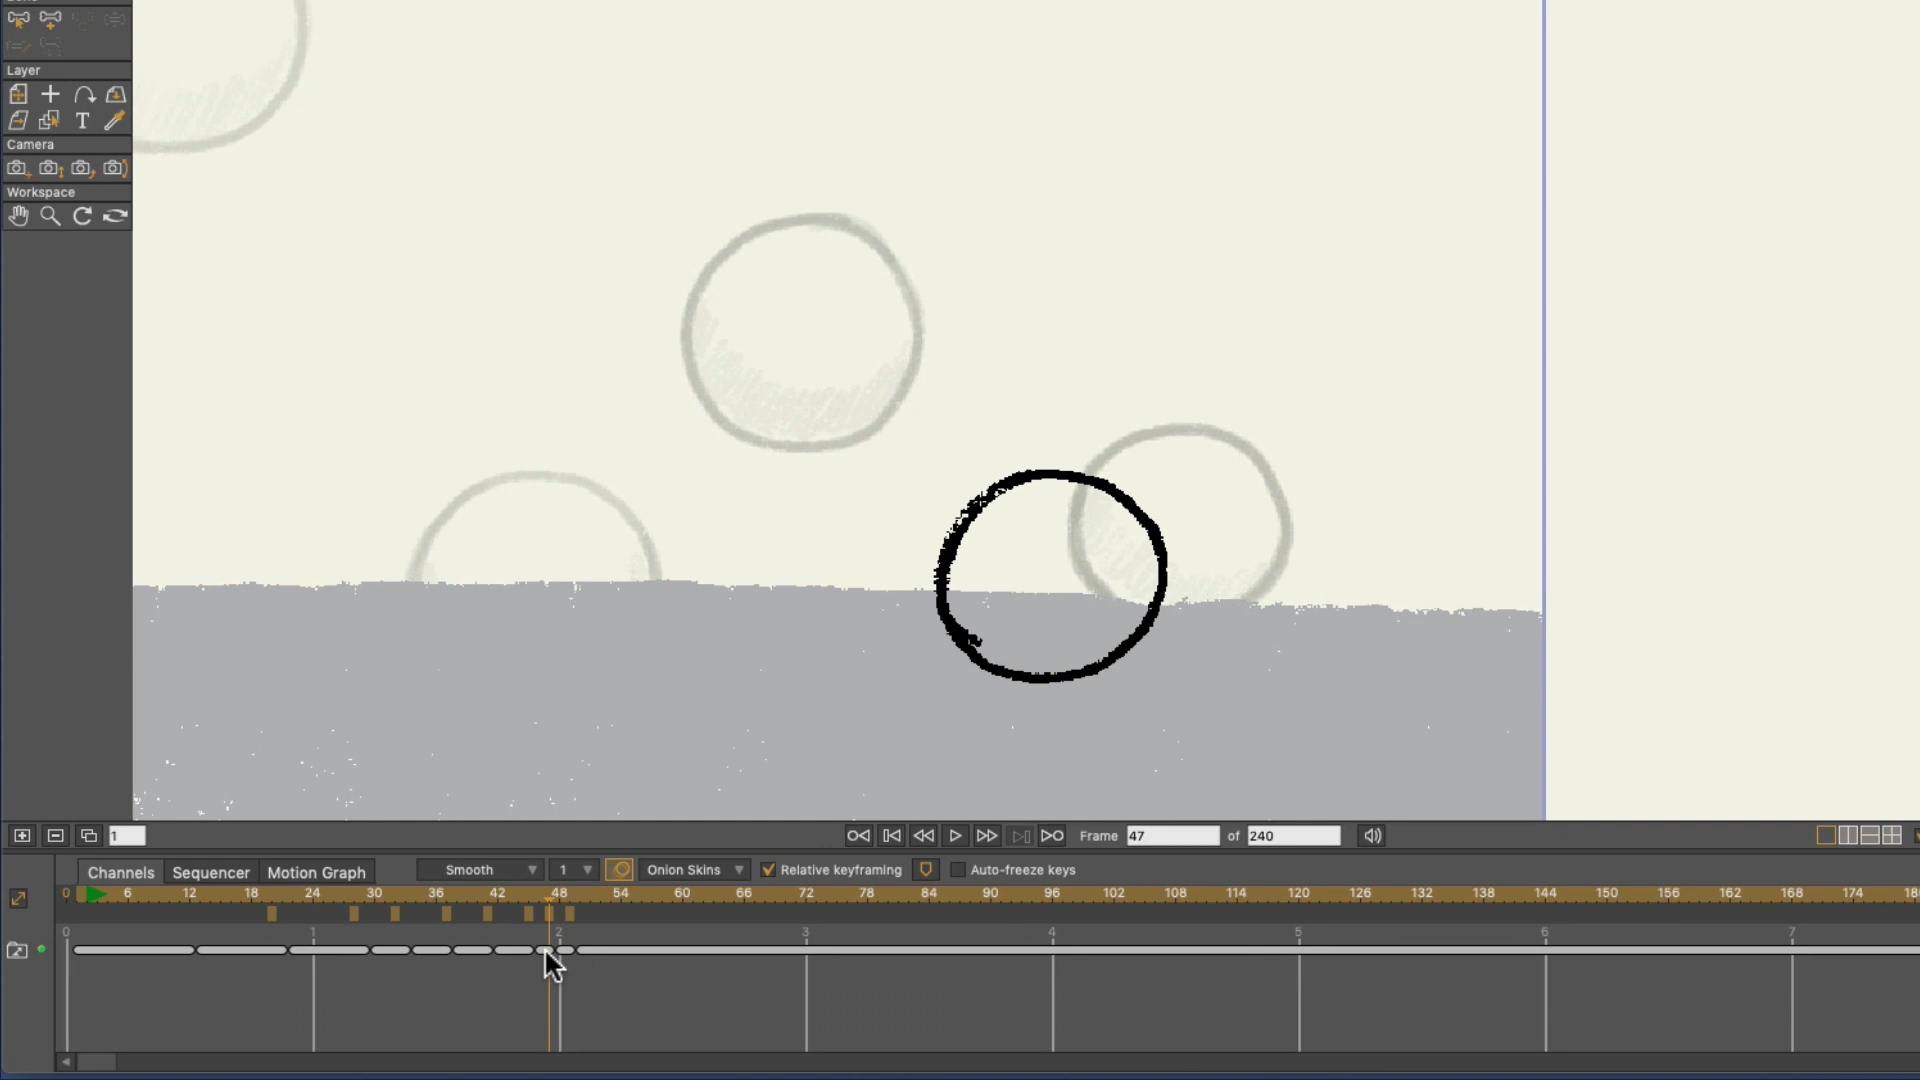 Layer
T
Camera
Workspace
1
Frame 47 of 240
Channels Sequencer Motion Graph Smooth 1 Onion Skins Relative keyframing Auto-freeze keys
0 6 12 18 24 30 36 42 48 54 60 66 72 78 84 90 96 102 108 114 120 126 132 138 144 150 156 162 168 174
0 1 2 3 4 5 6 7